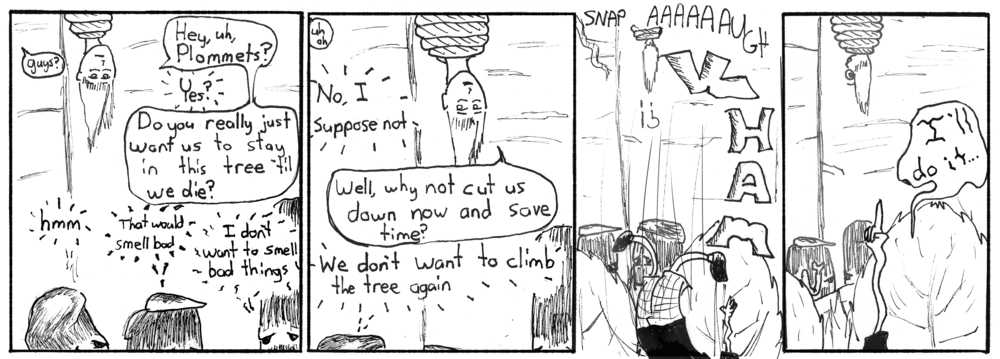 guys?
Hey, uh,
Plommets?
Yes?
Do you really just
want us to stay
in this tree 'til
we die?
hmm
That would
smell bad
I don't
want to smell
bad things
uh
oh
No, I
suppose not
Well, why not cut us
down now and save
time?
We don't want to climb
the tree again
SNAP
AAAAAAUGH
WHAM
I'll
do it...